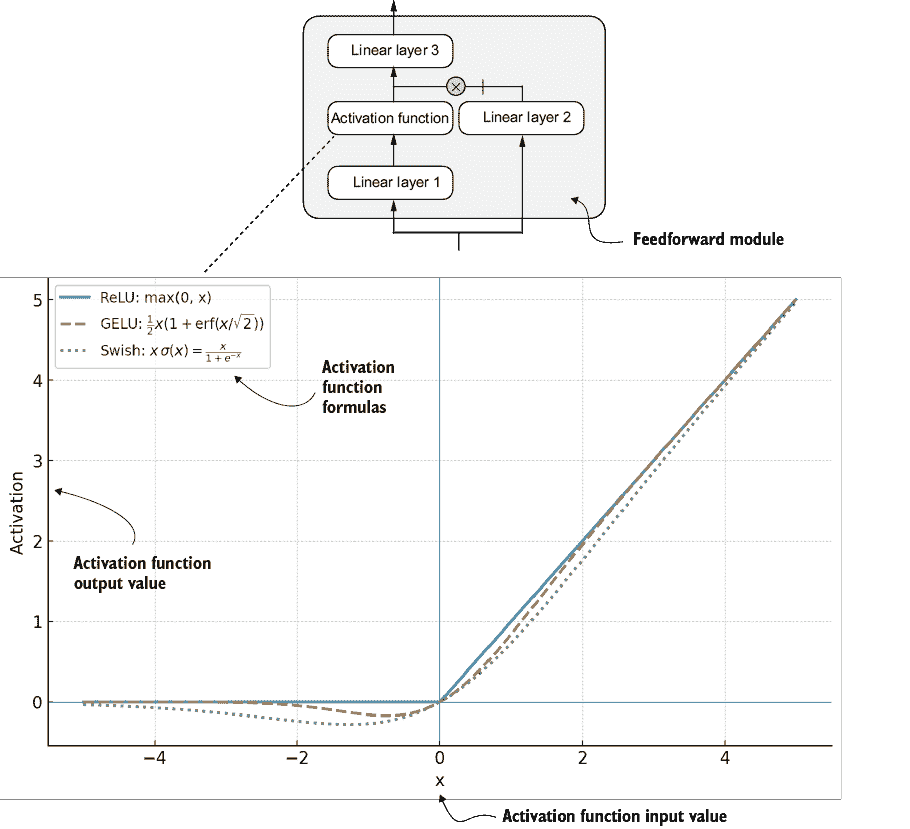 Linear layer 3
×
Activation function
Linear layer 2
Linear layer 1
Feedforward module
ReLU: max(0, x)
GELU: ½x(1 + erf(x/√2))
Swish: x σ(x) = x / (1 + e⁻ˣ)
Activation
function
formulas
Activation
Activation function
output value
5
4
3
2
1
0
−4
−2
0
2
4
x
Activation function input value